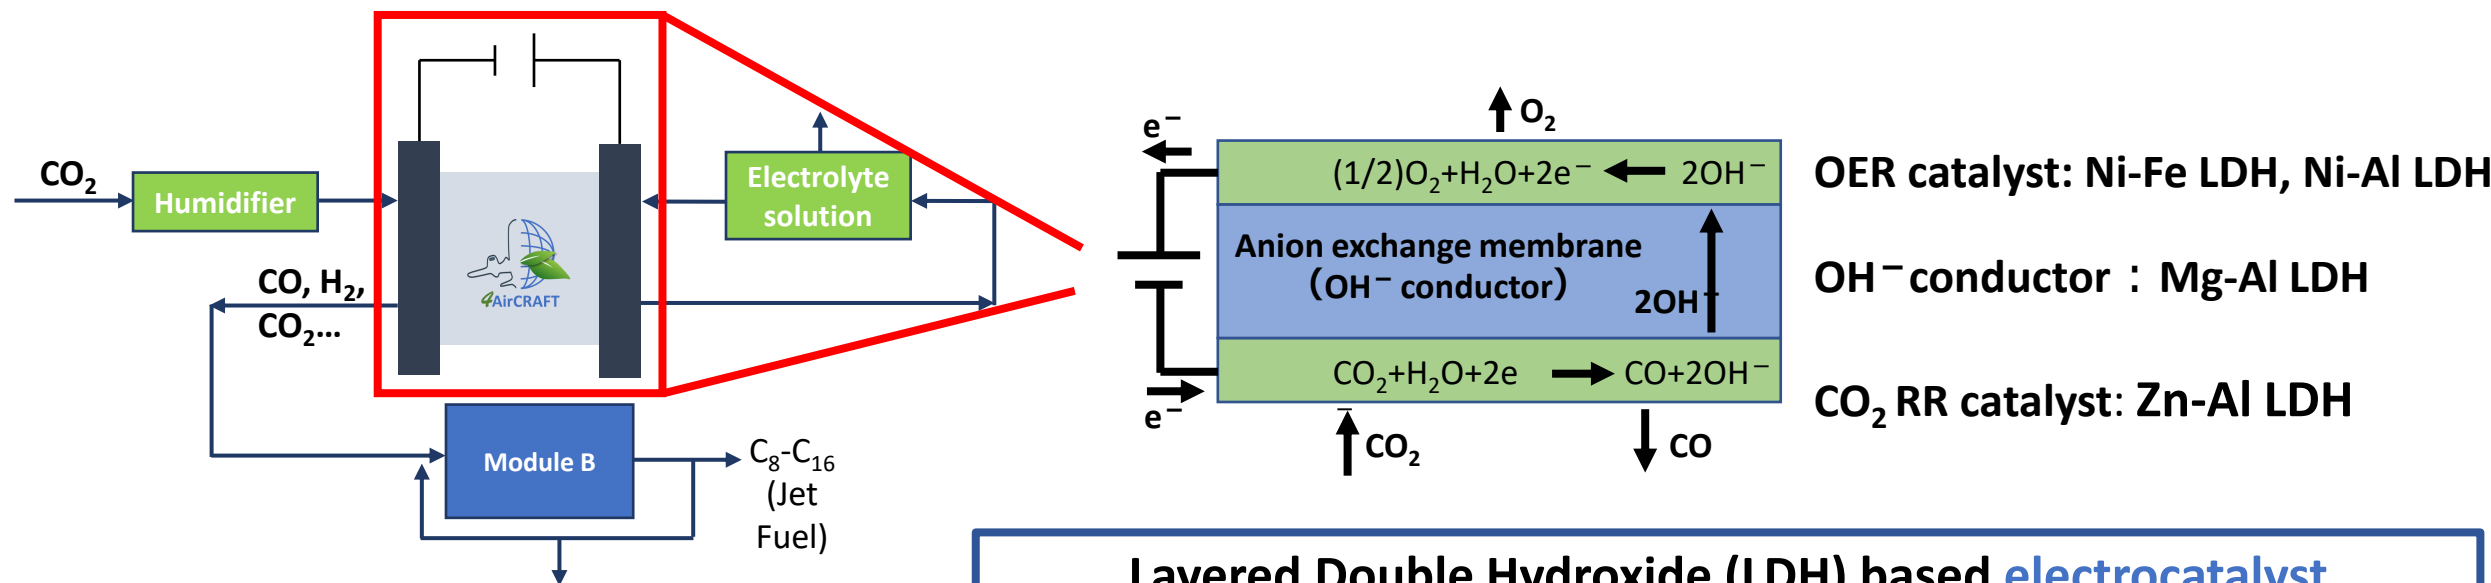 CO₂
Humidifier
CO, H₂,
CO₂...
4AirCRAFT
Electrolyte
solution
Module B
C₈-C₁₆
(Jet
Fuel)
O₂
e⁻
(1/2)O₂+H₂O+2e⁻ 2OH⁻
Anion exchange membrane
(OH⁻ conductor)
2OH⁻
CO₂+H₂O+2e⁻ CO+2OH⁻
e⁻
CO₂
CO
OER catalyst: Ni-Fe LDH, Ni-Al LDH
OH⁻ conductor : Mg-Al LDH
CO₂ RR catalyst: Zn-Al LDH
Layered Double Hydroxide (LDH) based electrocatalyst